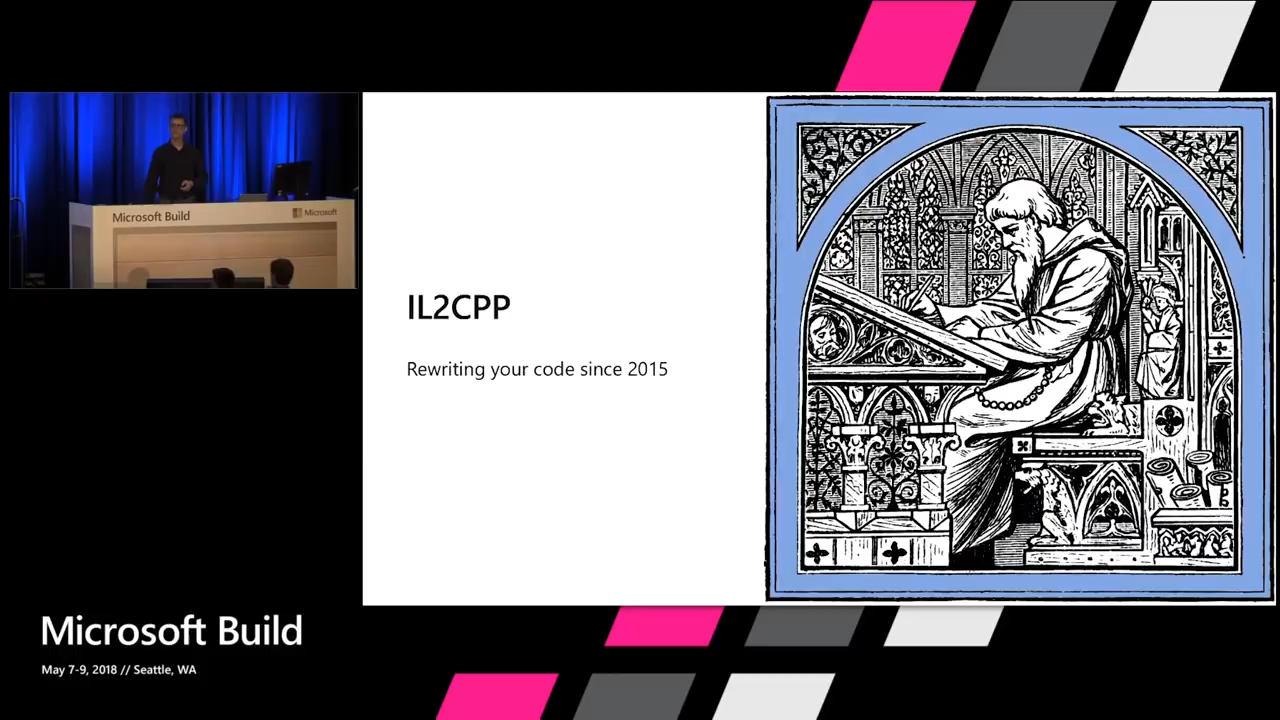 Microsoft Build
Microsoft
IL2CPP
Rewriting your code since 2015
Microsoft Build
May 7-9, 2018 // Seattle, WA